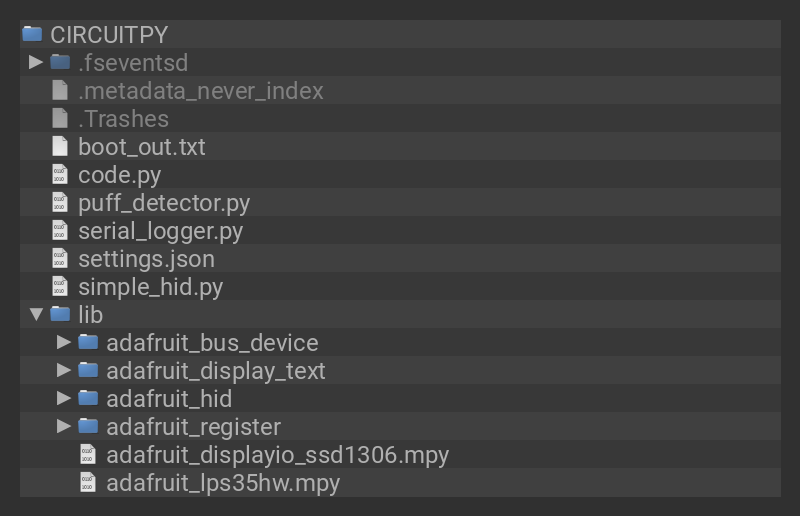 CIRCUITPY
.fseventsd
.metadata_never_index
.Trashes
boot_out.txt
code.py
puff_detector.py
serial_logger.py
settings.json
simple_hid.py
lib
adafruit_bus_device
adafruit_display_text
adafruit_hid
adafruit_register
adafruit_displayio_ssd1306.mpy
adafruit_lps35hw.mpy